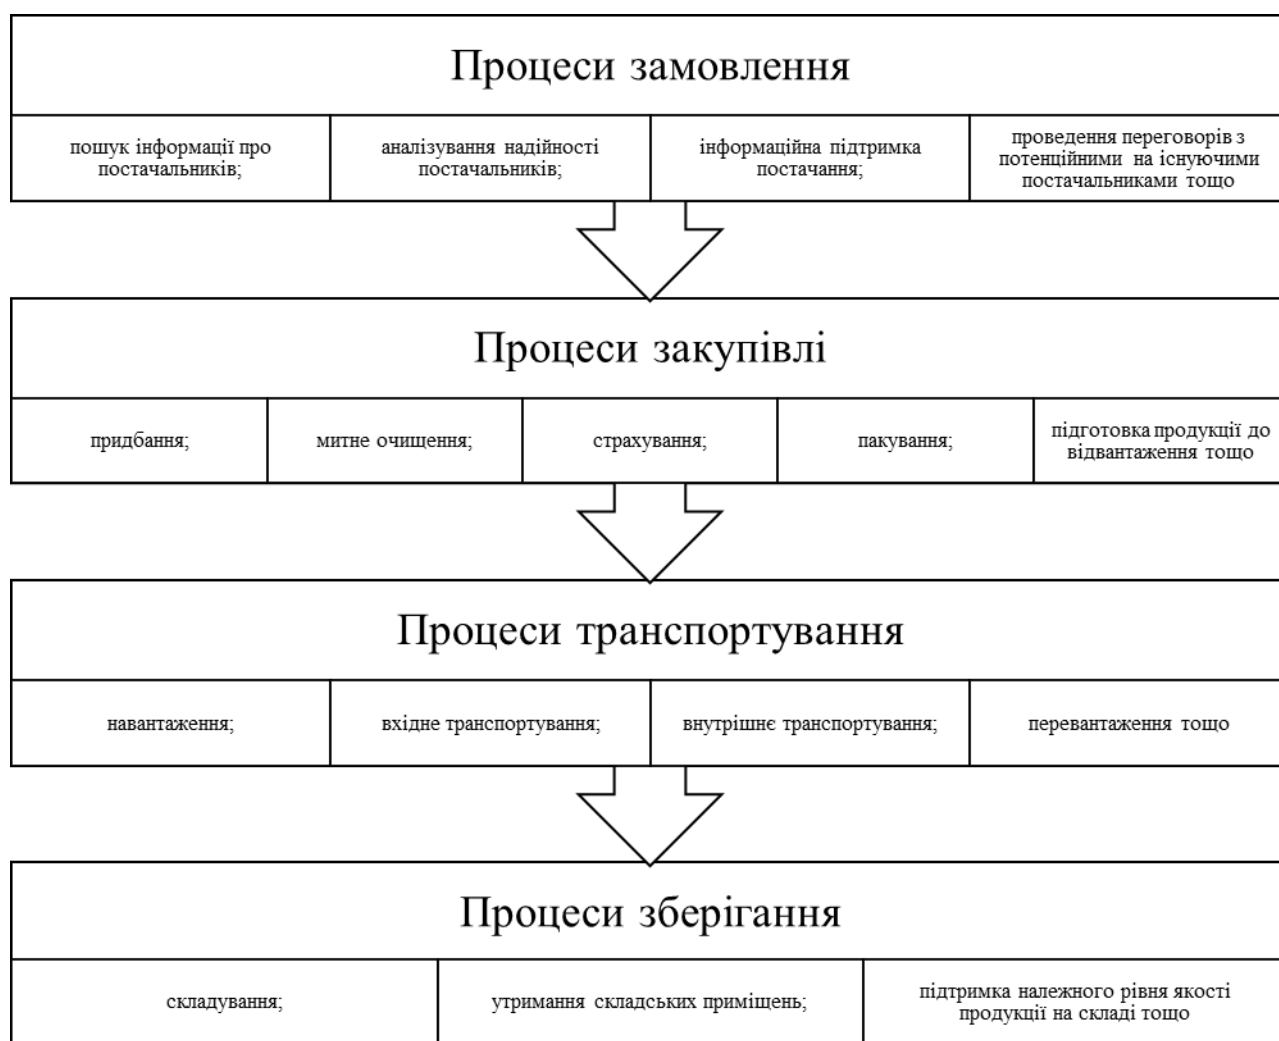 Процеси замовлення
пошук інформації про
постачальників;
аналізування надійності
постачальників;
інформаційна підтримка
постачання;
проведення переговорів з
потенційними на існуючими
постачальниками тощо
Процеси закупівлі
придбання;
митне очищення;
страхування;
пакування;
підготовка продукції до
відвантаження тощо
Процеси транспортування
навантаження;
вхідне транспортування;
внутрішнє транспортування;
перевантаження тощо
Процеси зберігання
складування;
утримання складських приміщень;
підтримка належного рівня якості
продукції на складі тощо